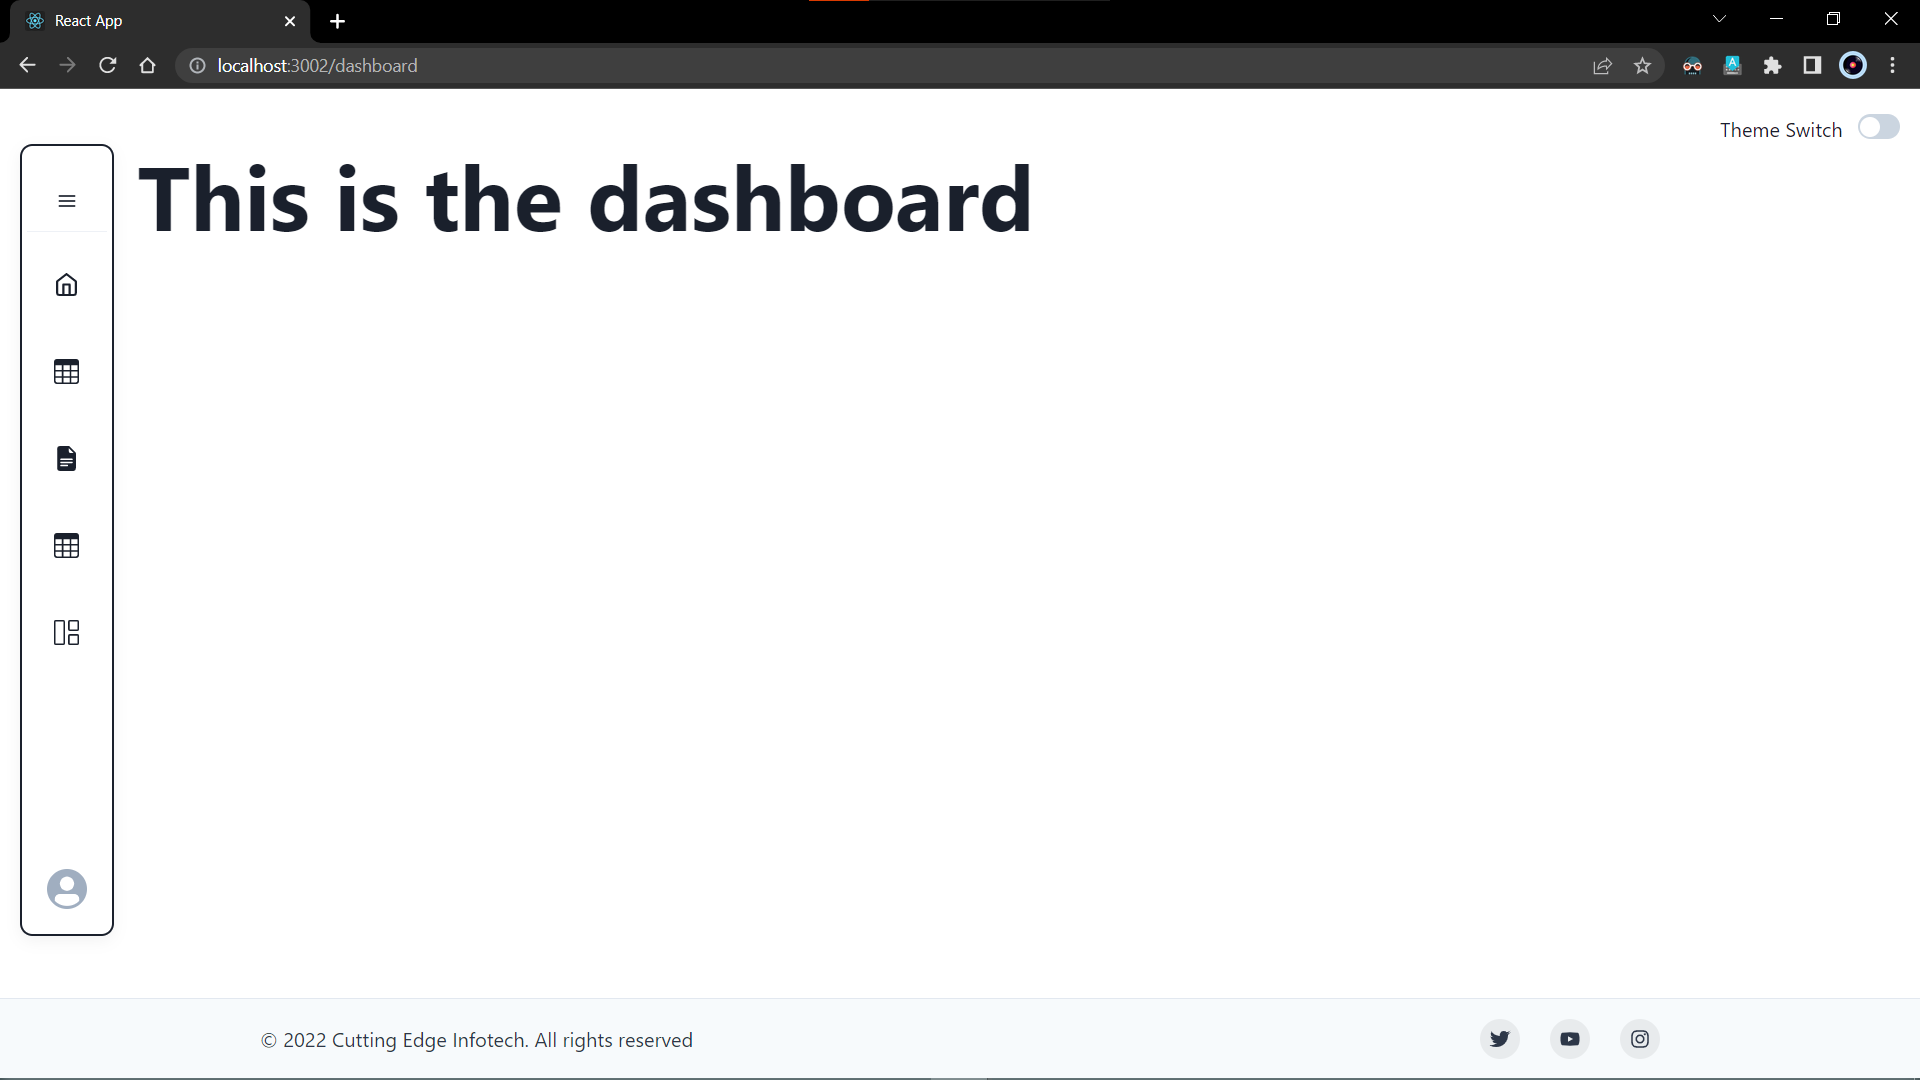 React App
localhost:3002/dashboard
Theme Switch
This is the dashboard
© 2022 Cutting Edge Infotech. All rights reserved